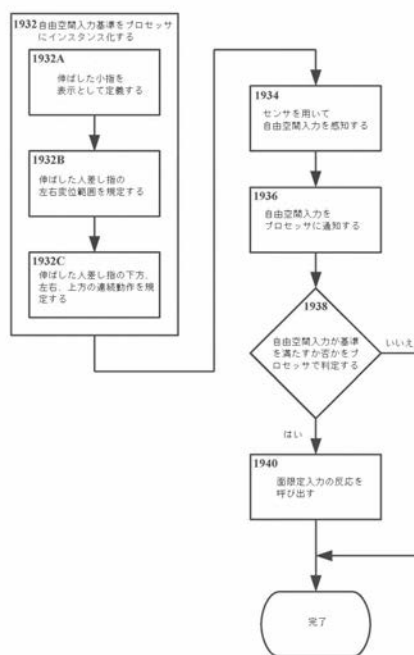 1932 自由空間入力基準をプロセッサ
にインスタンス化する
1932A
伸ばした小指を
表示として定義する
1932B
伸ばした人差し指の
左右変位範囲を規定する
1932C
伸ばした人差し指の下方、
左右、上方の連続動作を規
定する
1934
センサを用いて
自由空間入力を感知する
1936
自由空間入力を
プロセッサに通知する
1938
自由空間入力が基準
を満たすか否かをプ
ロセッサで判定する
いいえ
はい
1940
面限定入力の反応を
呼び出す
完了